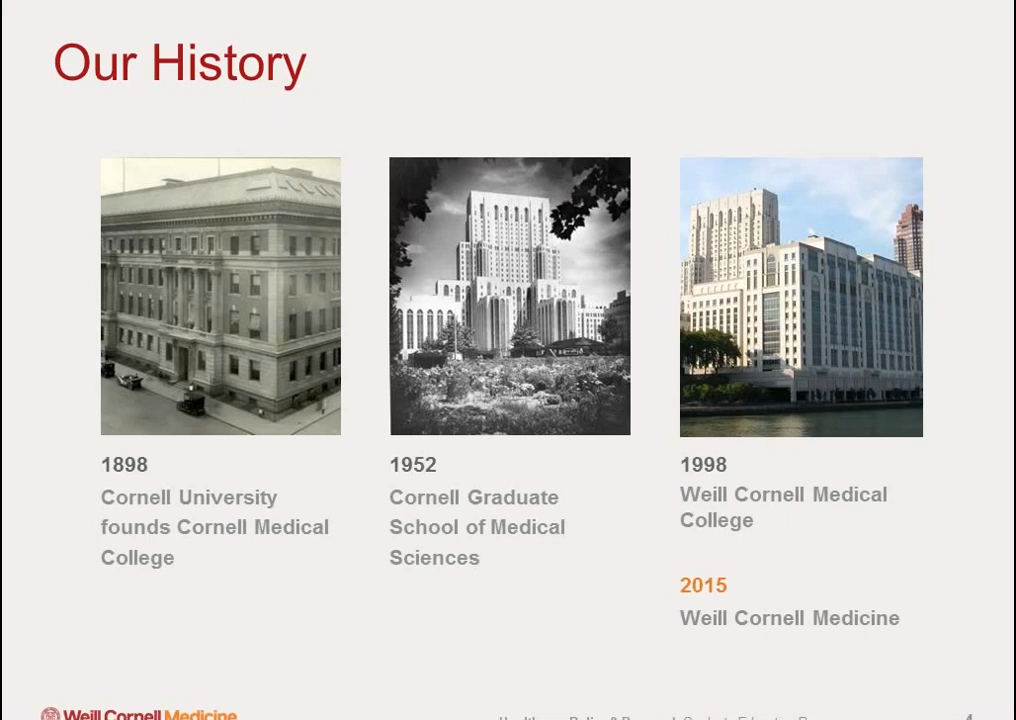 Our History
1898
Cornell University
founds Cornell Medical
College
1952
Cornell Graduate
School of Medical
Sciences
1998
Weill Cornell Medical
College
2015
Weill Cornell Medicine
Weill Cornell Medicine
4